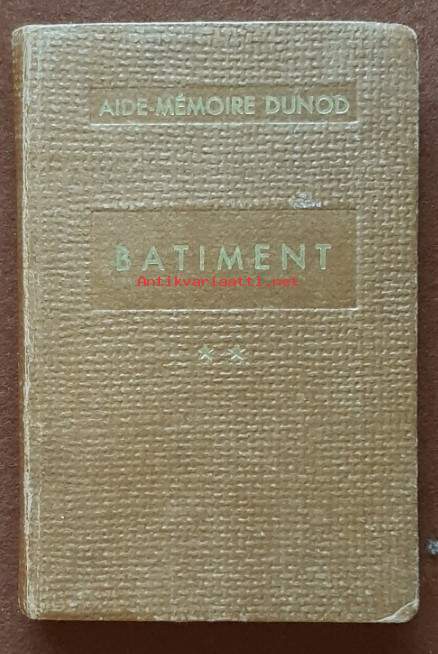 AIDE-MÉMOIRE DUNOD
BATIMENT
Antikvariaatti.net